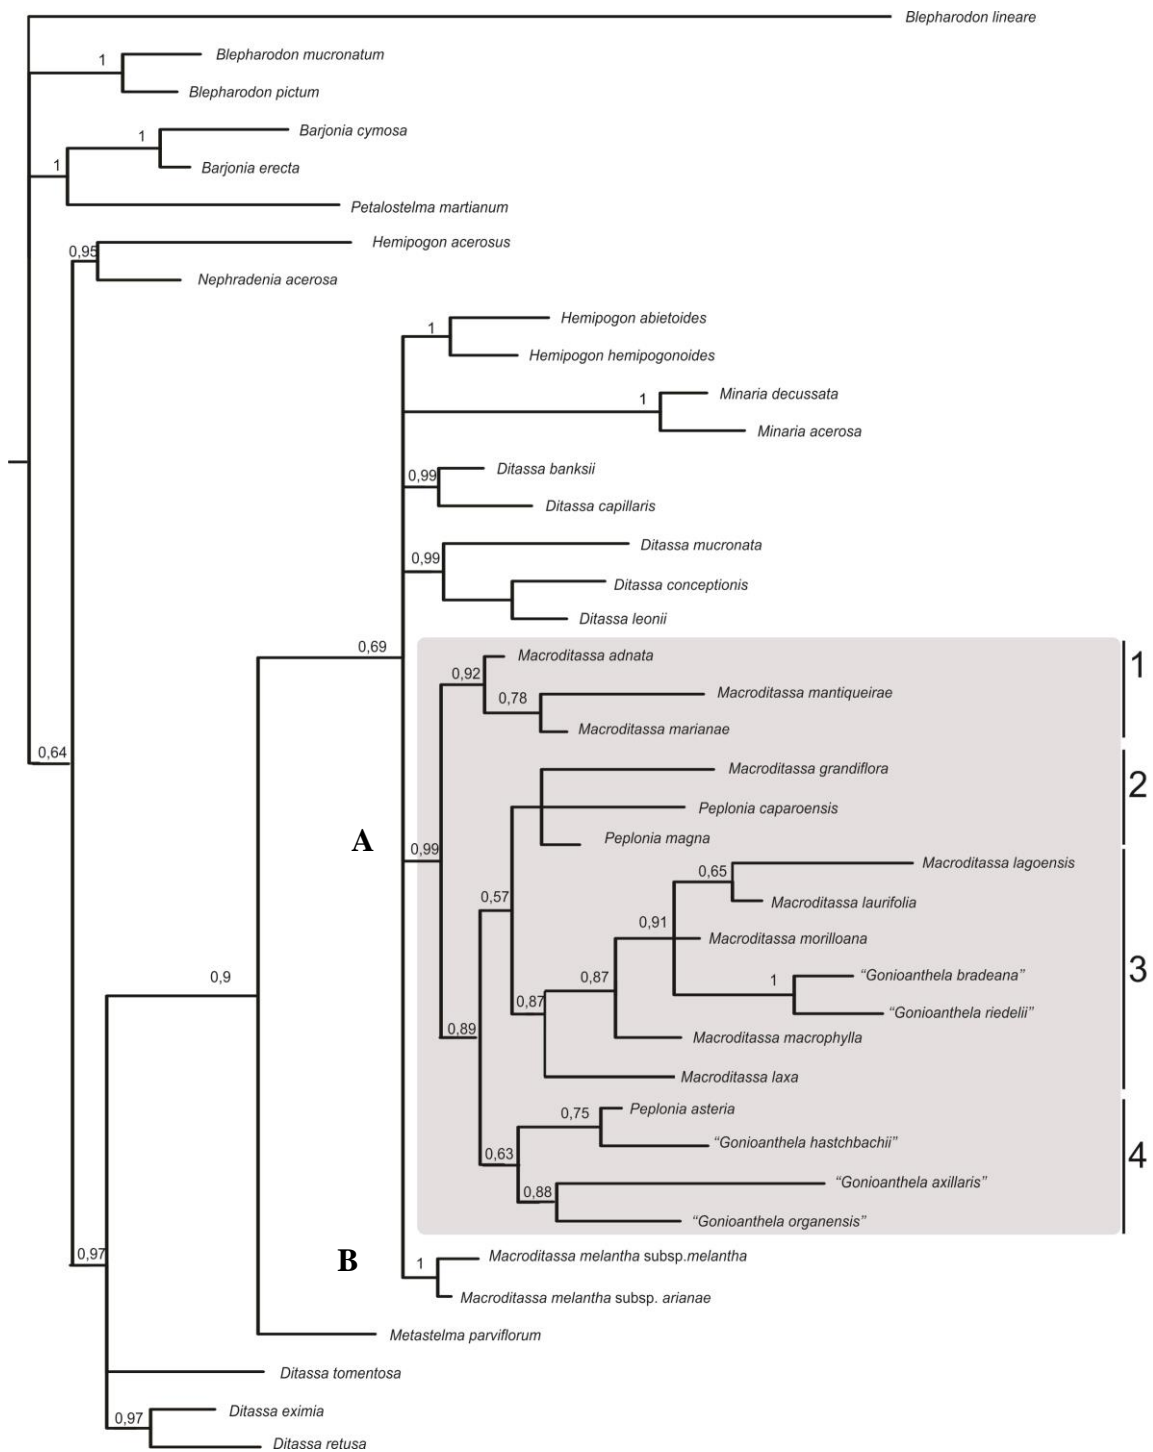 Blepharodon lineare
1
Blepharodon mucronatum
Blepharodon pictum
1
Barjonia cymosa
1
Barjonia erecta
Petalostelma martianum
0,95
Hemipogon acerosus
Nephradenia acerosa
1
Hemipogon abietoides
Hemipogon hemipogonoides
1
Minaria decussata
Minaria acerosa
0,99
Ditassa banksii
Ditassa capillaris
0,99
Ditassa mucronata
Ditassa conceptionis
Ditassa leonii
0,69
Macroditassa adnata
1
0,92
0,78
Macroditassa mantiqueirae
Macroditassa marianae
0,64
Macroditassa grandiflora
2
Peplonia caparoensis
Peplonia magna
A
0,99
Macroditassa lagoensis
0,65
Macroditassa laurifolia
0,57
0,91
Macroditassa morilloana
3
0,9
0,87
1
“Gonioanthela bradeana”
“Gonioanthela riedelii”
0,87
0,89
Macroditassa macrophylla
Macroditassa laxa
0,75
Peplonia asteria
“Gonioanthela hastchbachii”
4
0,63
0,88
“Gonioanthela axillaris”
“Gonioanthela organensis”
0,97
B
1
Macroditassa melantha subsp.melantha
Macroditassa melantha subsp. arianae
Metastelma parviflorum
Ditassa tomentosa
0,97
Ditassa eximia
Ditassa retusa